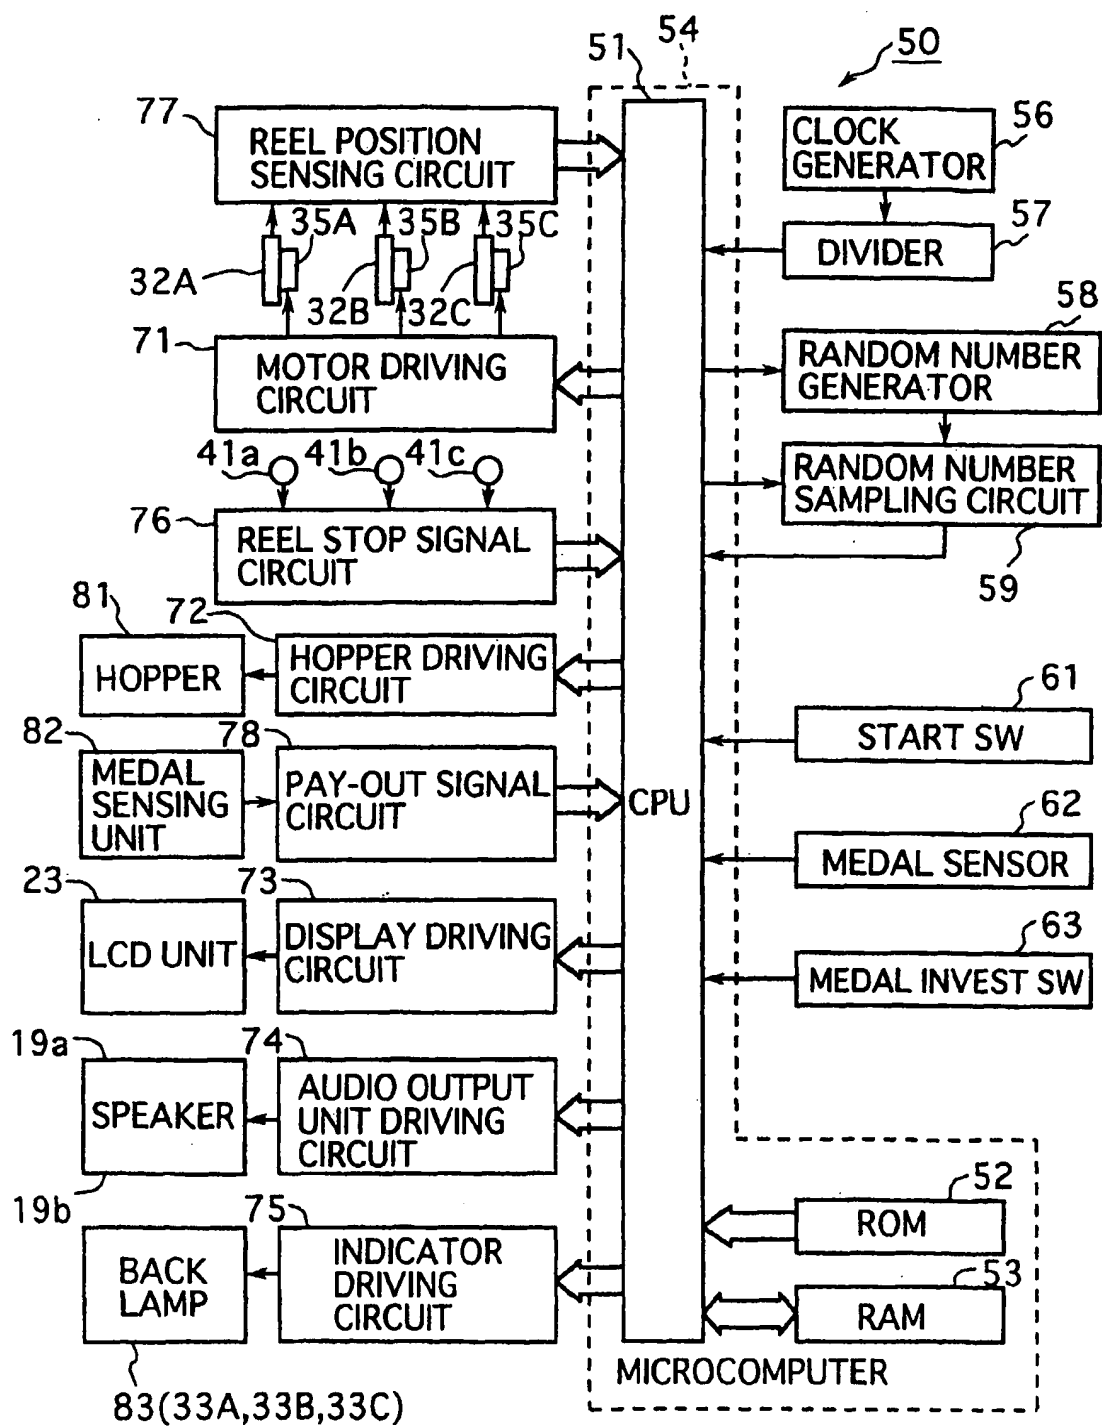 51
54
50
77
REEL POSITION
SENSING CIRCUIT
CLOCK
GENERATOR
56
35A
35B
35C
32A
32B
32C
DIVIDER
57
71
MOTOR DRIVING
CIRCUIT
58
RANDOM NUMBER
GENERATOR
41a
41b
41c
RANDOM NUMBER
SAMPLING CIRCUIT
59
76
REEL STOP SIGNAL
CIRCUIT
81
HOPPER
72
HOPPER DRIVING
CIRCUIT
61
START SW
82
MEDAL
SENSING
UNIT
78
PAY-OUT SIGNAL
CIRCUIT
CPU
62
MEDAL SENSOR
23
LCD UNIT
73
DISPLAY DRIVING
CIRCUIT
63
MEDAL INVEST SW
19a
SPEAKER
19b
74
AUDIO OUTPUT
UNIT DRIVING
CIRCUIT
52
ROM
75
INDICATOR
DRIVING
CIRCUIT
BACK
LAMP
53
RAM
MICROCOMPUTER
83(33A,33B,33C)